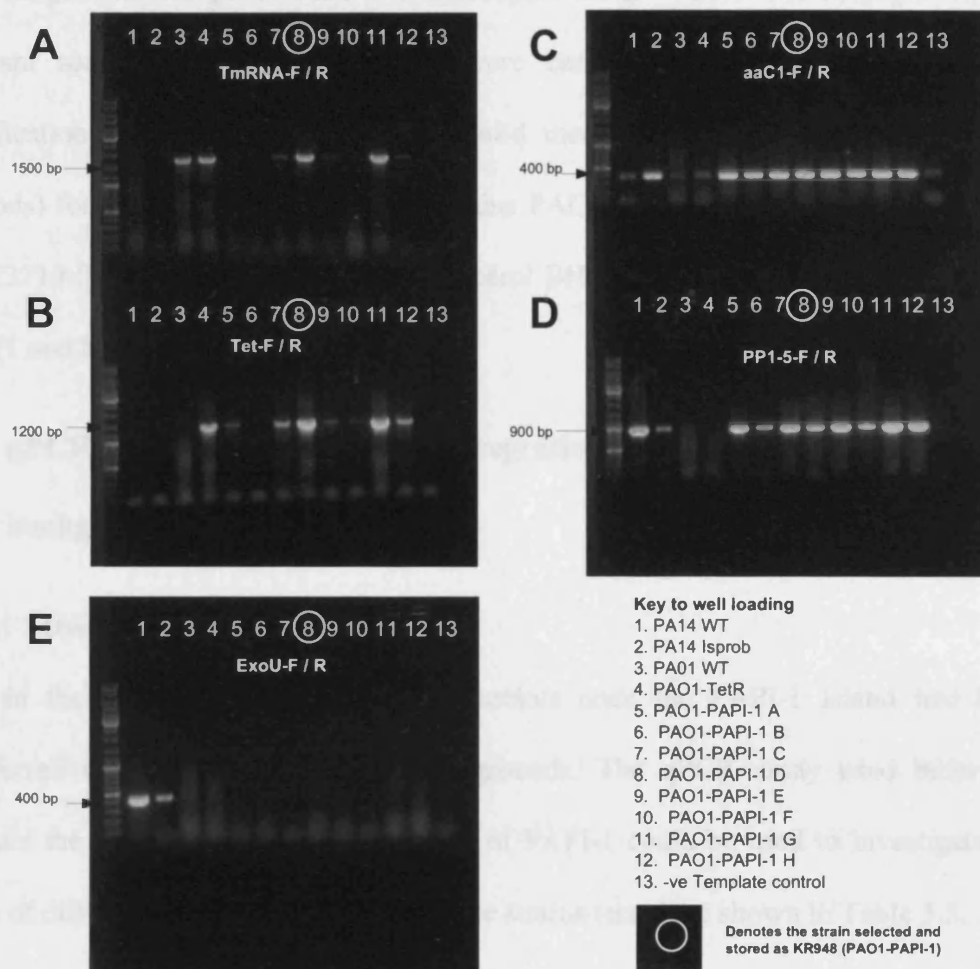 A
1 2 3 4 5 6 7 8 9 10 11 12 13
TmRNA-F / R
1500 bp
B
1 2 3 4 5 6 7 8 9 10 11 12 13
Tet-F / R
1200 bp
C
1 2 3 4 5 6 7 8 9 10 11 12 13
aaC1-F / R
400 bp
D
1 2 3 4 5 6 7 8 9 10 11 12 13
PP1-5-F / R
900 bp
E
1 2 3 4 5 6 7 8 9 10 11 12 13
ExoU-F / R
400 bp
Key to well loading
1. PA14 WT
2. PA14 Isprob
3. PA01 WT
4. PAO1-TetR
5. PAO1-PAPI-1 A
6. PAO1-PAPI-1 B
7. PAO1-PAPI-1 C
8. PAO1-PAPI-1 D
9. PAO1-PAPI-1 E
10. PAO1-PAPI-1 F
11. PAO1-PAPI-1 G
12. PAO1-PAPI-1 H
13. -ve Template control
Denotes the strain selected and
stored as KR948 (PAO1-PAPI-1)